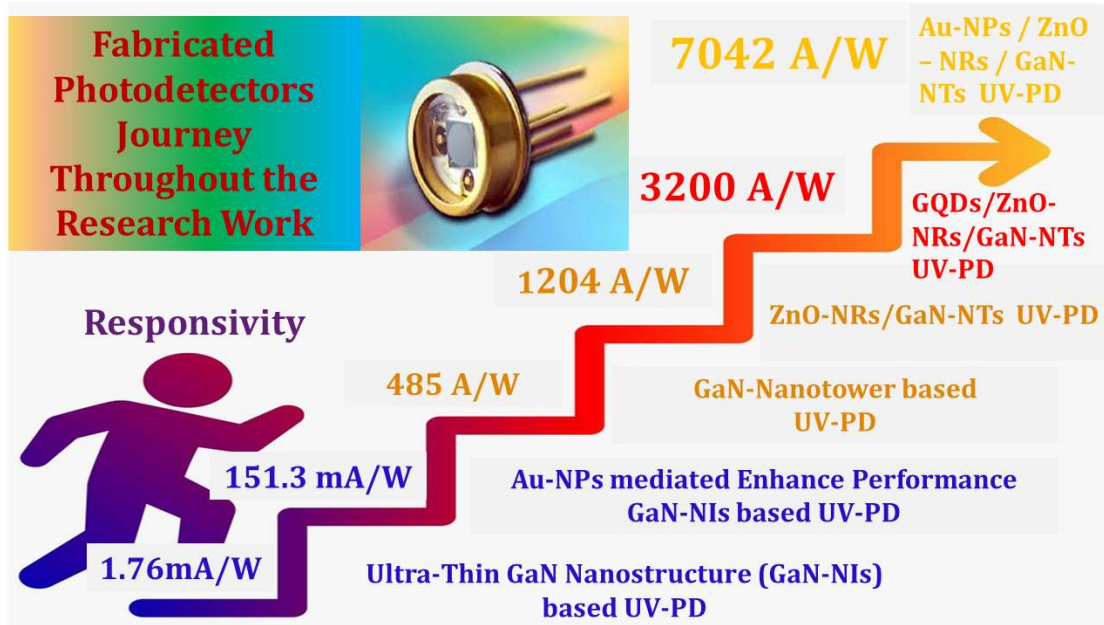 Fabricated
Photodetectors
Journey
Throughout the
Research Work
7042 A/W
Au-NPs / ZnO
– NRs / GaN-
NTs UV-PD
3200 A/W
GQDs/ZnO-
NRs/GaN-NTs
UV-PD
1204 A/W
ZnO-NRs/GaN-NTs UV-PD
Responsivity
485 A/W
GaN-Nanotower based
UV-PD
151.3 mA/W
Au-NPs mediated Enhance Performance
GaN-NIs based UV-PD
1.76mA/W
Ultra-Thin GaN Nanostructure (GaN-NIs)
based UV-PD